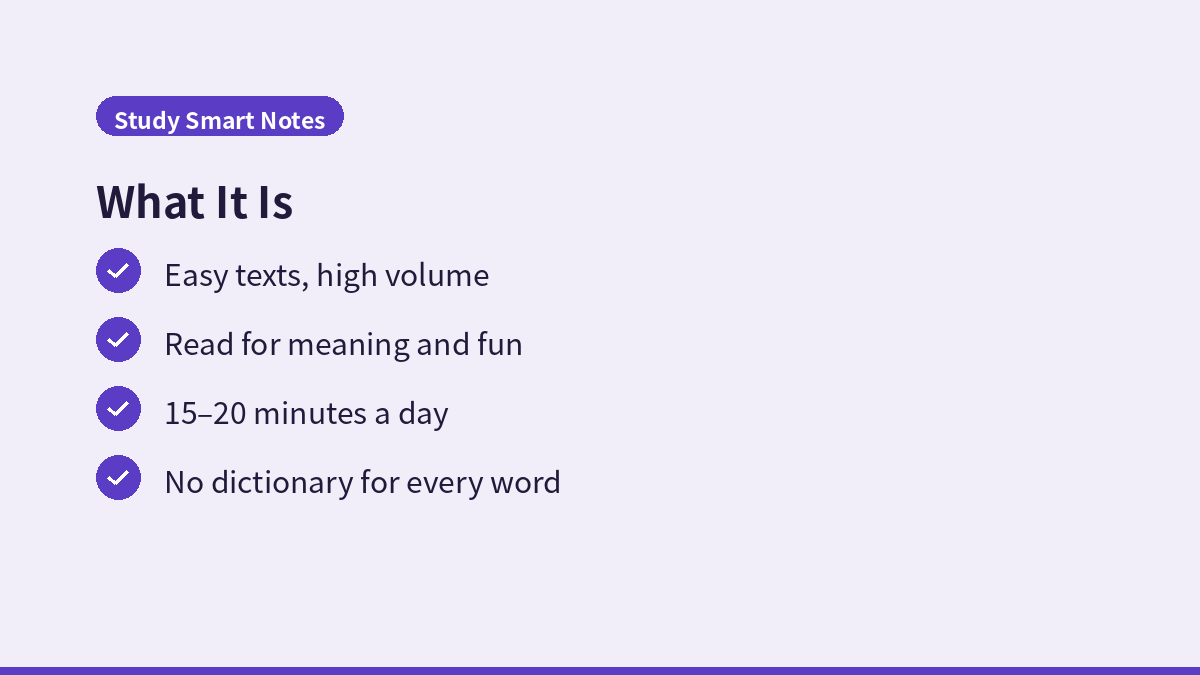 Study Smart Notes
What It Is
Easy texts, high volume
Read for meaning and fun
15–20 minutes a day
No dictionary for every word